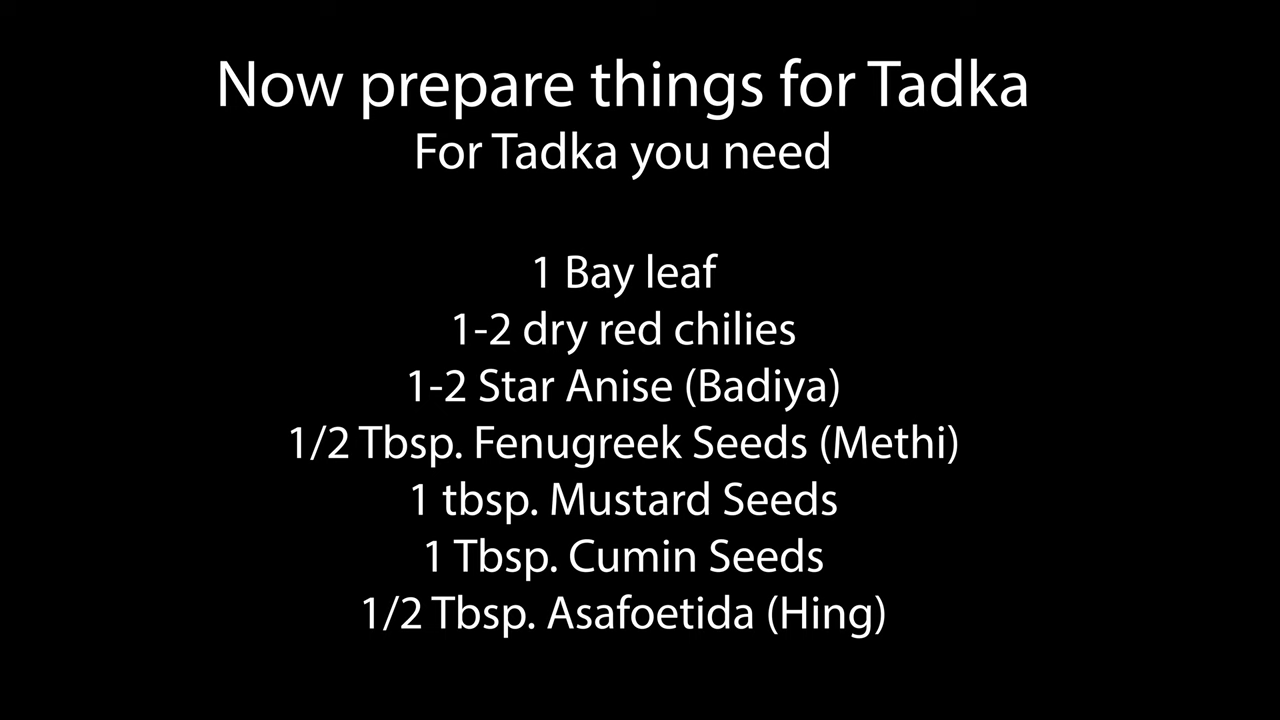 Now prepare things for Tadka
For Tadka you need
1 Bay leaf
1-2 dry red chilies
1-2 Star Anise (Badiya)
1/2 Tbsp. Fenugreek Seeds (Methi)
1 tbsp. Mustard Seeds
1 Tbsp. Cumin Seeds
1/2 Tbsp. Asafoetida (Hing)